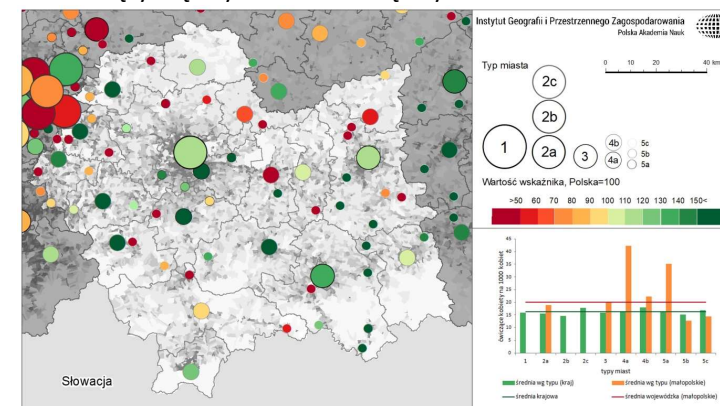 Instytut Geografii i Przestrzennego Zagospodarowania
Polska Akademia Nauk
Typ miasta
0 10 20 40 km
2c
2b
1 2a 3 4b 4a 5c 5b 5a
Wartość wskaźnika, Polska=100
>50 60 70 80 90 100 110 120 130 140 150<
Słowacja
ćwiczące kobiety na 1000 kobiet
45
40
35
30
25
20
15
10
5
0
1 2a 2b 2c 3 4a 4b 5a 5b 5c
typy miast
średnia wg typu (kraj) średnia wg typu (małopolskie)
średnia krajowa średnia wojewódzka (małopolskie)